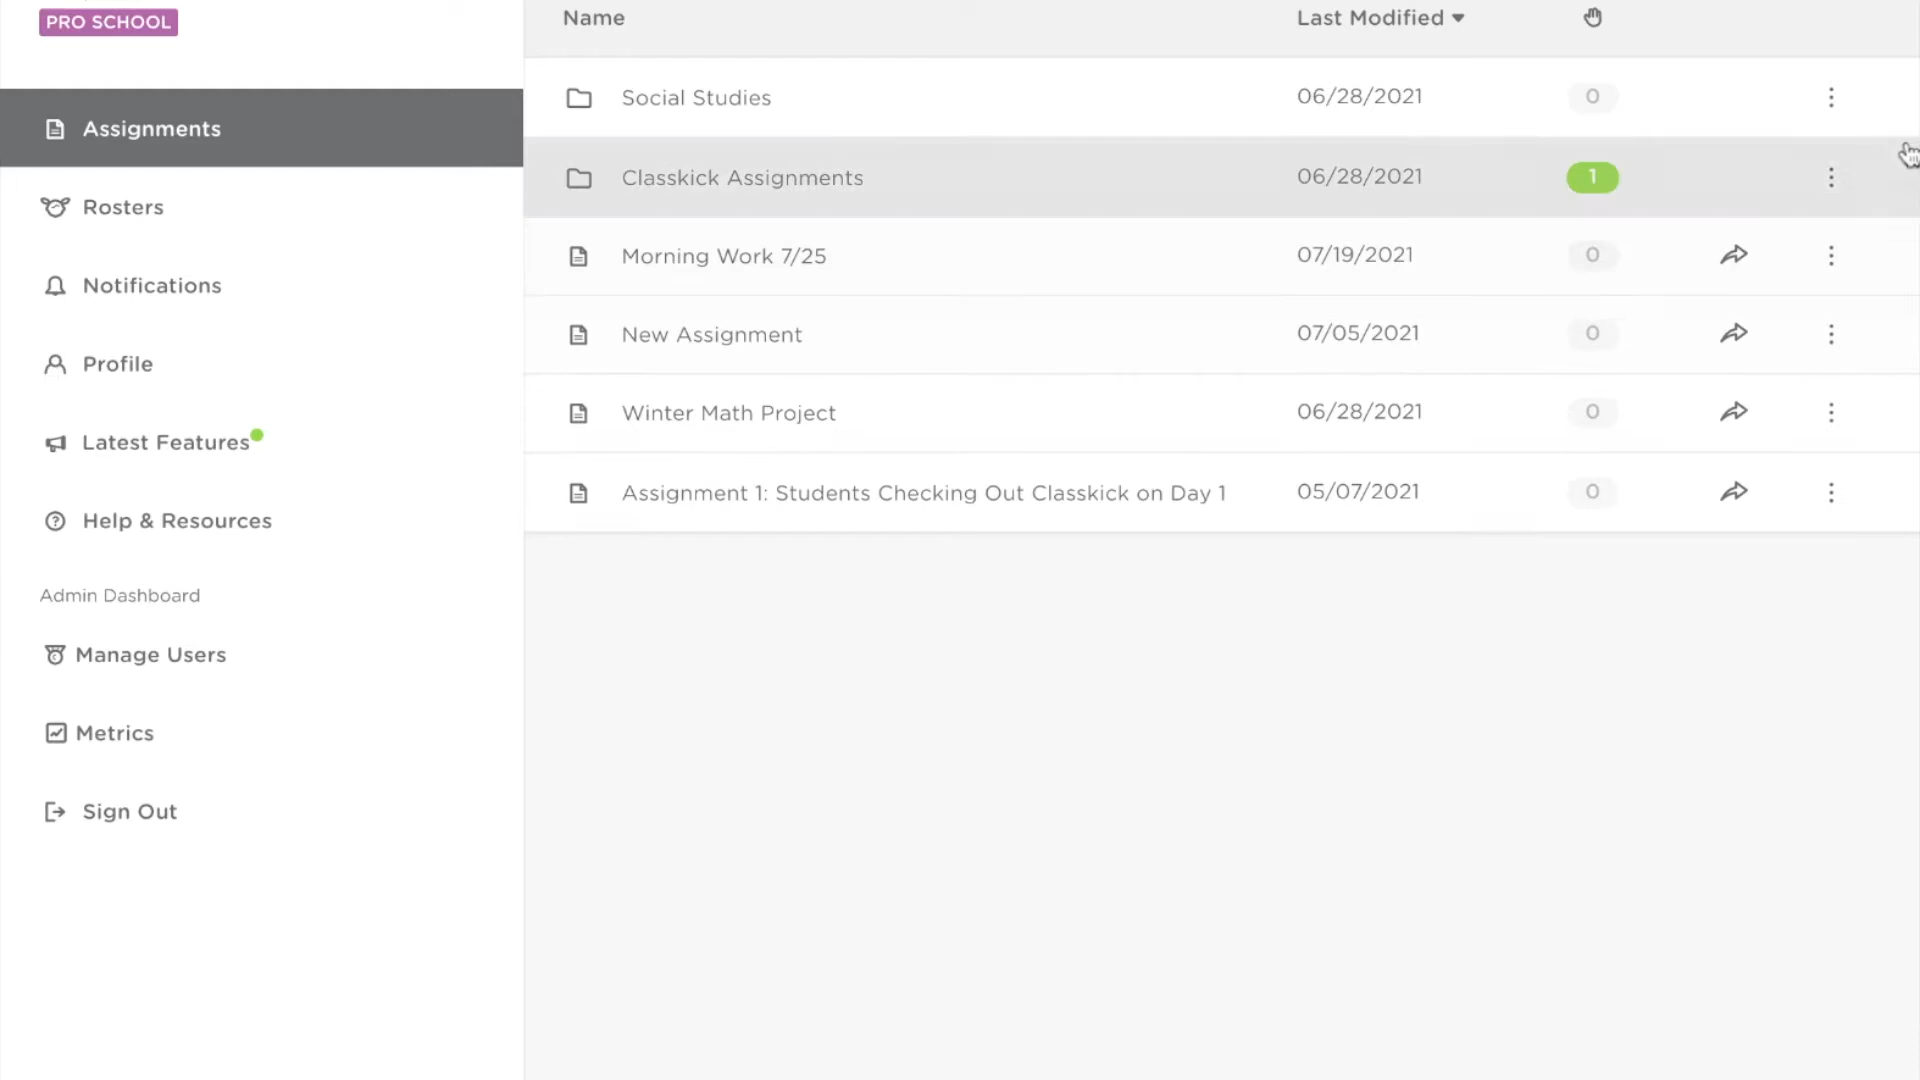 PRO SCHOOL
Assignments
Rosters
Notifications
Profile
Latest Features
Help & Resources
Admin Dashboard
Manage Users
Metrics
Sign Out
Name Last Modified
Social Studies 06/28/2021 0
Classkick Assignments 06/28/2021 1
Morning Work 7/25 07/19/2021 0
New Assignment 07/05/2021 0
Winter Math Project 06/28/2021 0
Assignment 1: Students Checking Out Classkick on Day 1 05/07/2021 0